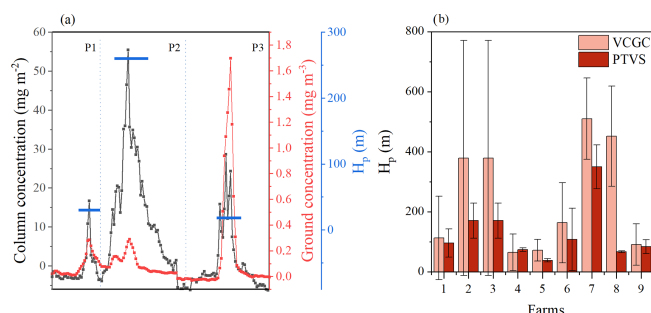 (a)
P1
P2
P3
Column concentration (mg m⁻²)
60
50
40
30
20
10
0
Ground concentration (mg m⁻³)
1.8
1.6
1.4
1.2
1.0
0.8
0.6
0.4
0.2
0.0
Hₚ (m)
300
200
100
0
(b)
VCGC
PTVS
Hₚ (m)
800
600
400
200
0
1 2 3 4 5 6 7 8 9
Farms